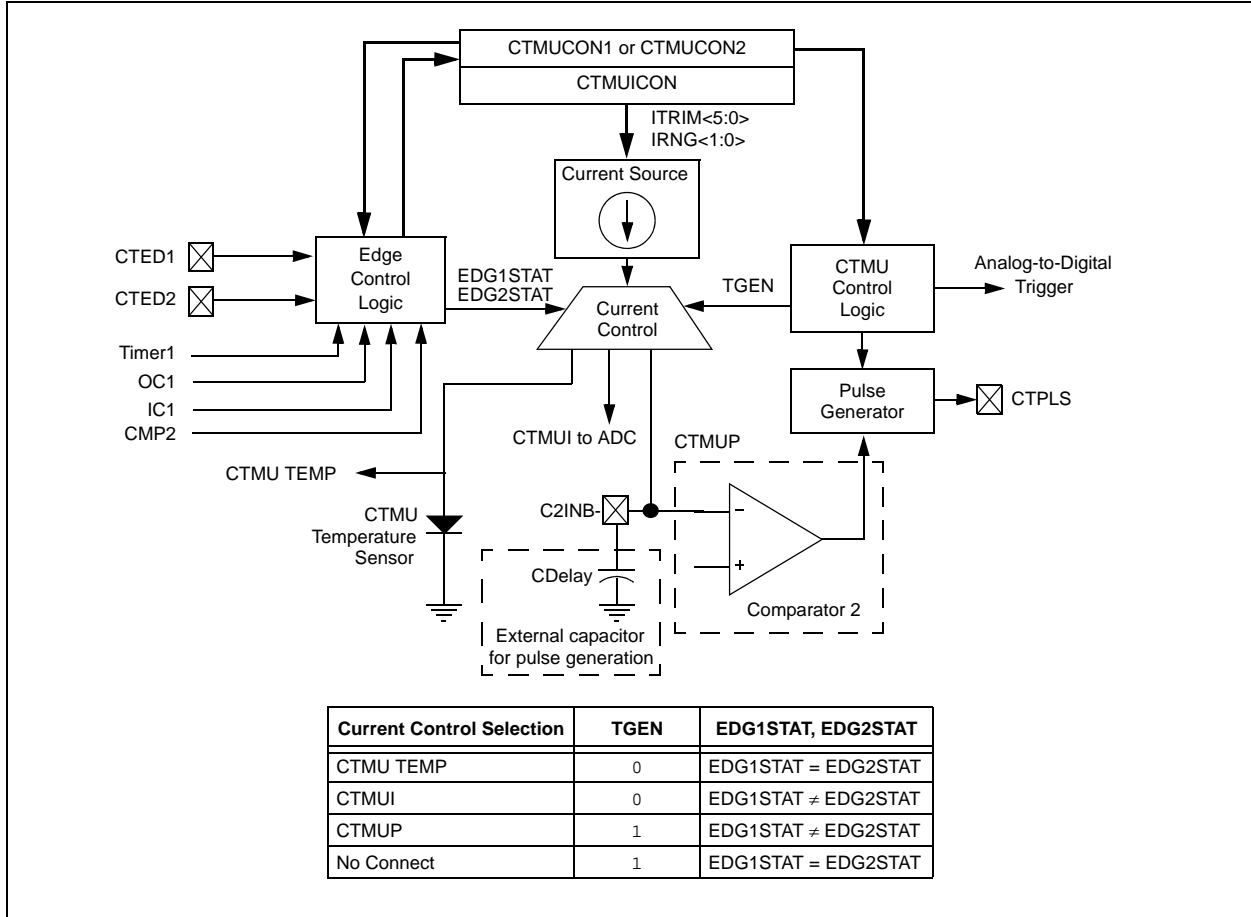 CTMUCON1 or CTMUCON2
CTMUICON
ITRIM<5:0>
IRNG<1:0>
Current Source
CTED1
CTED2
Edge
Control
Logic
EDG1STAT
EDG2STAT
TGEN
Current
Control
CTMU
Control
Logic
Analog-to-Digital
Trigger
Timer1
OC1
IC1
CMP2
Pulse
Generator
CTPLS
CTMUI to ADC
CTMUP
CTMU TEMP
C2INB-
CTMU
Temperature
Sensor
–
+
CDelay
Comparator 2
External capacitor
for pulse generation
Current Control Selection TGEN EDG1STAT, EDG2STAT
CTMU TEMP 0 EDG1STAT = EDG2STAT
CTMUI 0 EDG1STAT ≠ EDG2STAT
CTMUP 1 EDG1STAT ≠ EDG2STAT
No Connect 1 EDG1STAT = EDG2STAT